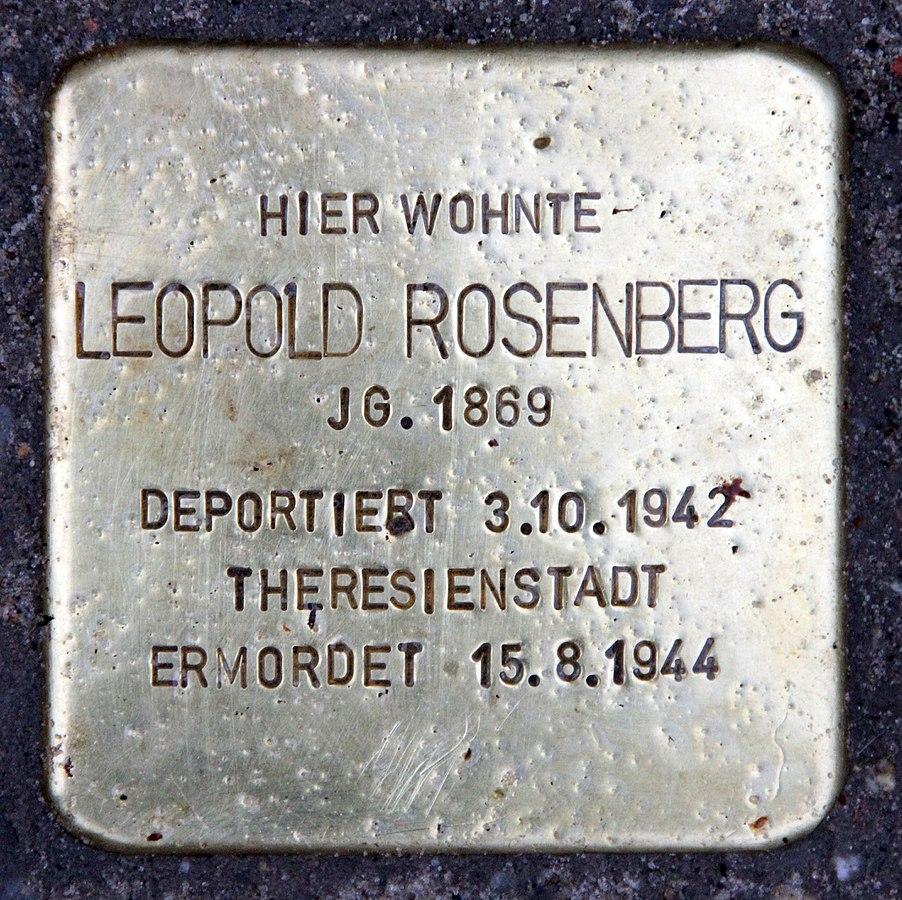 HIER WOHNTE
LEOPOLD ROSENBERG
JG. 1869
DEPORTIERT 3.10.1942
THERESIENSTADT
ERMORDET 15.8.1944